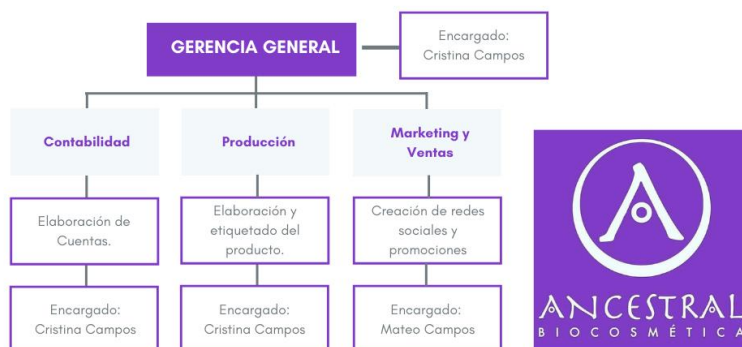 GERENCIA GENERAL
Encargado:
Cristina Campos
Contabilidad
Producción
Marketing y
Ventas
Elaboración de
Cuentas.
Elaboración y
etiquetado del
producto.
Creación de redes
sociales y
promociones
Encargado:
Cristina Campos
Encargado:
Cristina Campos
Encargado:
Mateo Campos
ANCESTRAL
BIOCOSMÉTICA